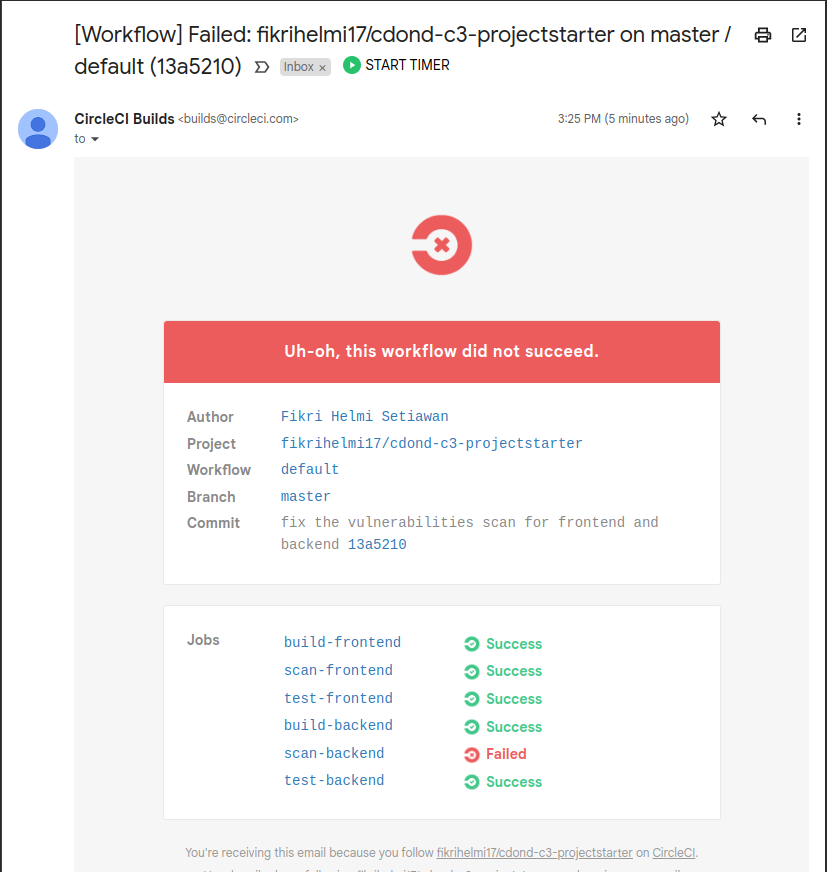 [Workflow] Failed: fikrihelmi17/cdond-c3-projectstarter on master /
default (13a5210) Inbox × START TIMER
CircleCI Builds <builds@circleci.com> 3:25 PM (5 minutes ago)
to
Uh-oh, this workflow did not succeed.
Author Fikri Helmi Setiawan
Project fikrihelmi17/cdond-c3-projectstarter
Workflow default
Branch master
Commit fix the vulnerabilities scan for frontend and
backend 13a5210
Jobs build-frontend Success
scan-frontend Success
test-frontend Success
build-backend Success
scan-backend Failed
test-backend Success
You're receiving this email because you follow fikrihelmi17/cdond-c3-projectstarter on CircleCI.